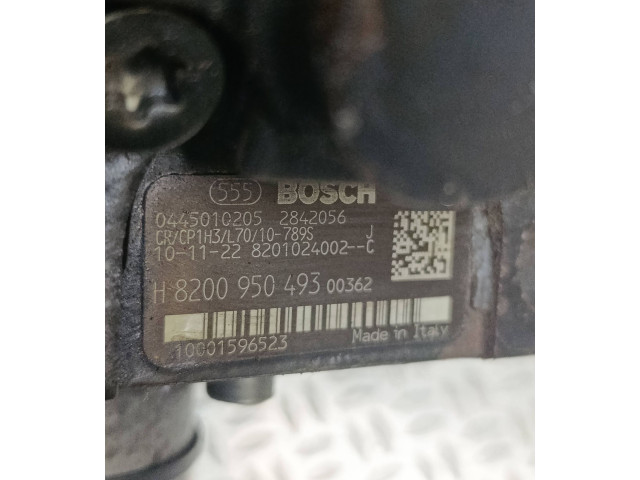 555 BOSCH
0445010205 2842056
CR/CP1H3/L70/10-789S J
10-11-22 8201024002--C
H 8200 950 493 00362
10001596523 Made in Italy